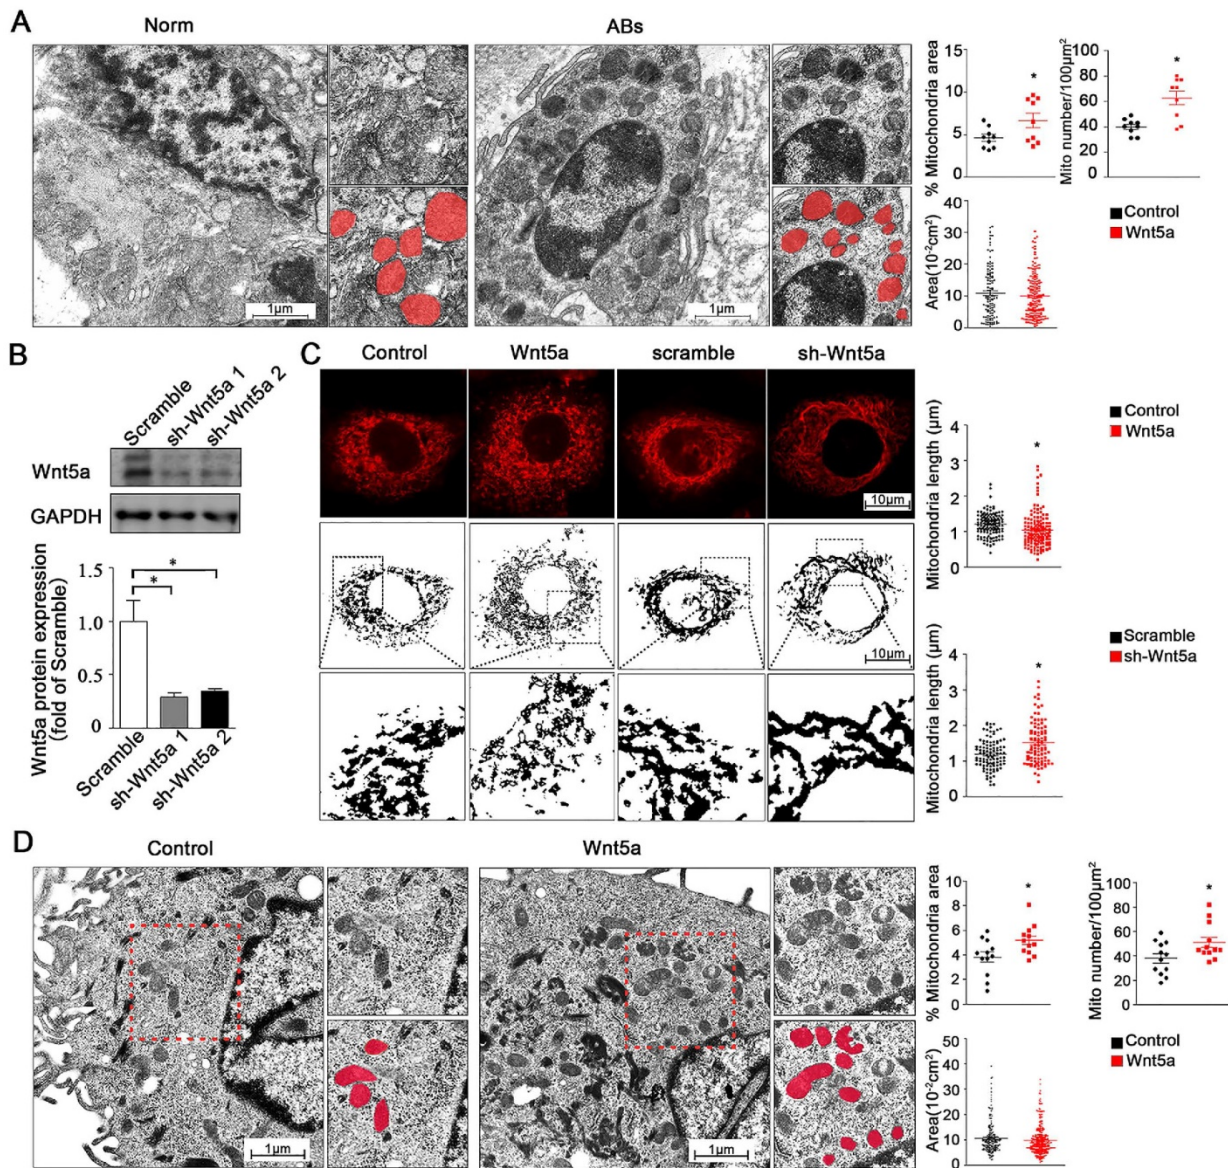 A
Norm
ABs
1μm
1μm
% Mitochondria area
15
10
5
0
*
Mito number/100μm⁻²
100
80
60
40
20
0
*
Area(10⁻²cm²)
40
30
20
10
0
Control
Wnt5a
B
Scramble
sh-Wnt5a 1
sh-Wnt5a 2
Wnt5a
GAPDH
Wnt5a protein expression
(fold of Scramble)
1.5
1.0
0.5
0
*
*
Scramble
sh-Wnt5a 1
sh-Wnt5a 2
C
Control
Wnt5a
scramble
sh-Wnt5a
10μm
10μm
Mitochondria length (μm)
4
3
2
1
0
*
Control
Wnt5a
Mitochondria length (μm)
4
3
2
1
0
*
Scramble
sh-Wnt5a
D
Control
Wnt5a
1μm
1μm
% Mitochondria area
10
8
6
4
2
0
*
Mito number/100μm⁻²
100
80
60
40
20
0
*
Area(10⁻²cm²)
50
40
30
20
10
0
Control
Wnt5a